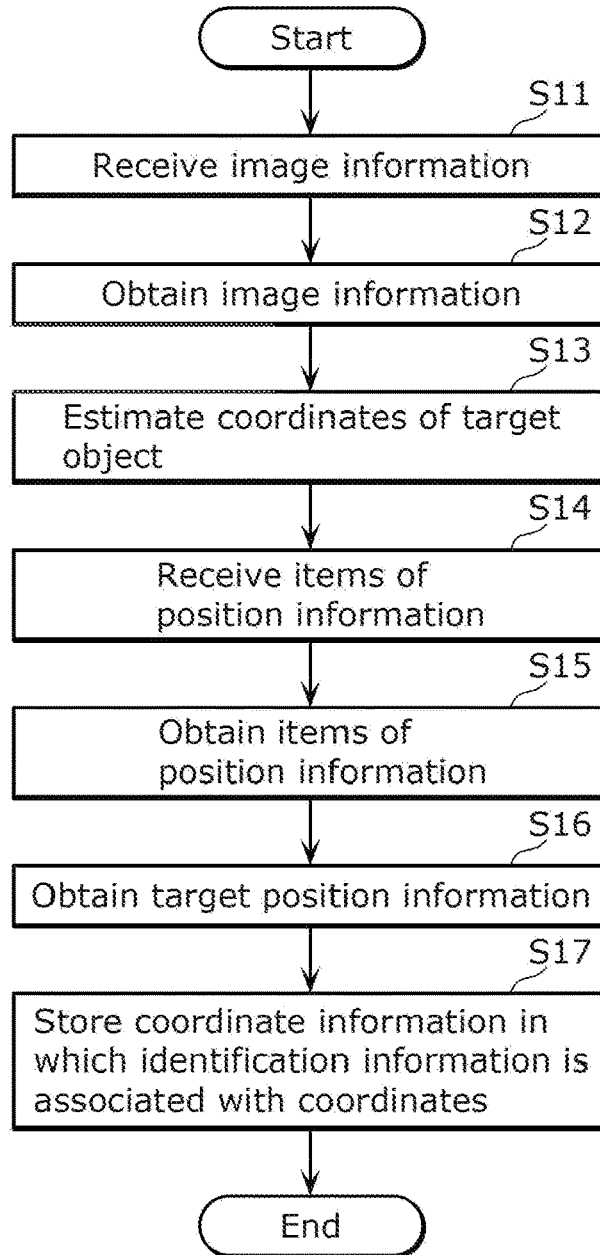 Start
S11
Receive image information
S12
Obtain image information
S13
Estimate coordinates of target
object
S14
Receive items of
position information
S15
Obtain items of
position information
S16
Obtain target position information
S17
Store coordinate information in
which identification information is
associated with coordinates
End